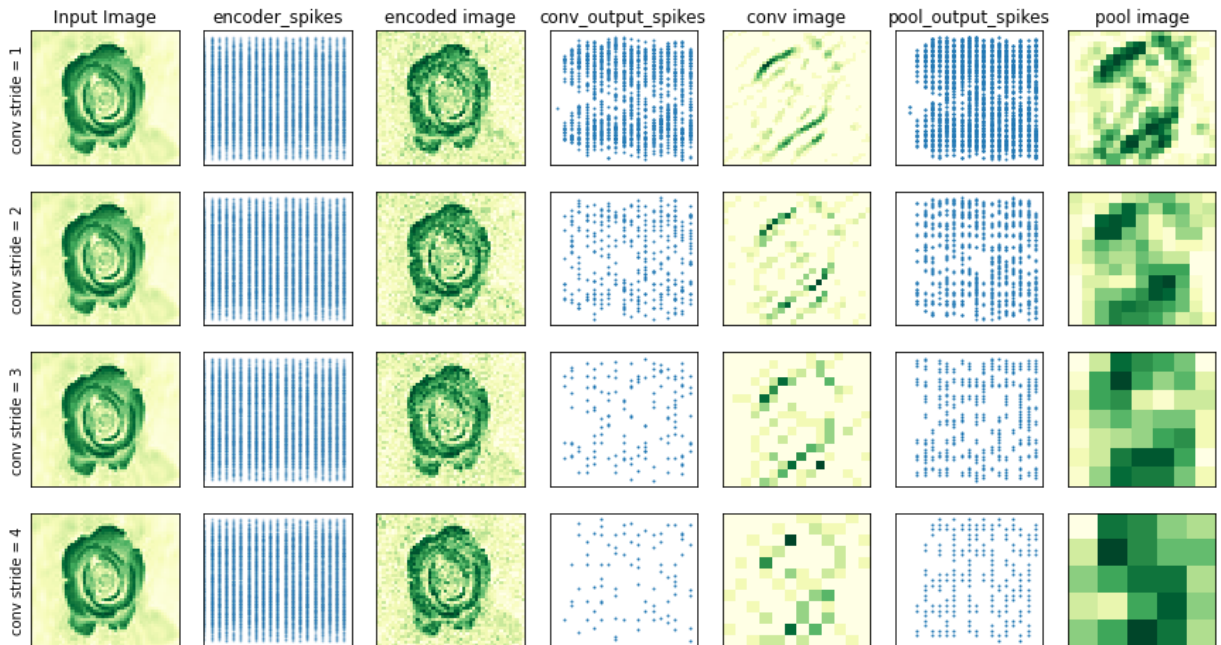 Input Image
encoder_spikes
encoded image
conv_output_spikes
conv image
pool_output_spikes
pool image
conv stride = 1
conv stride = 2
conv stride = 3
conv stride = 4